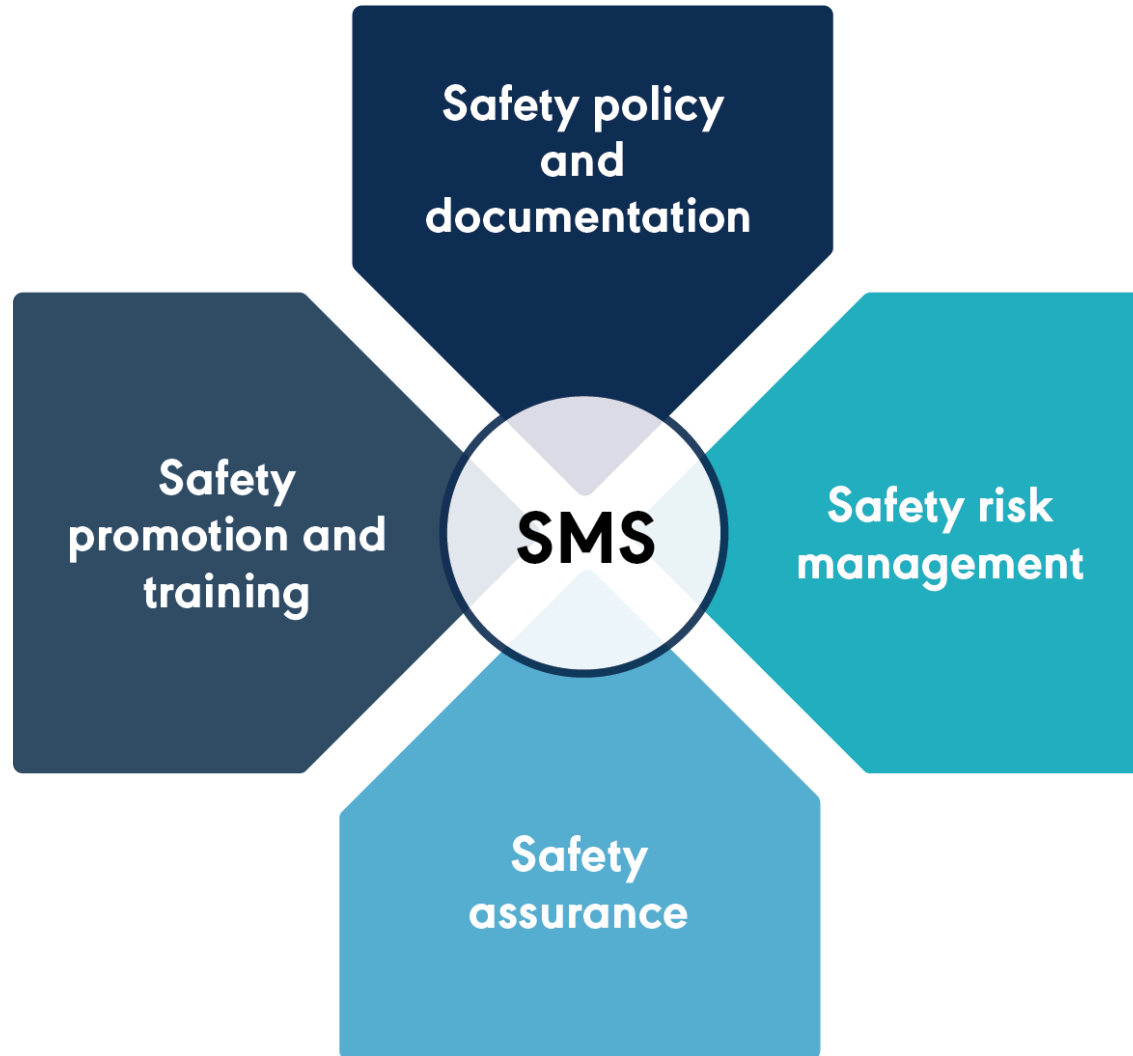 Safety policy
and
documentation
Safety
promotion and
training
SMS
Safety risk
management
Safety
assurance